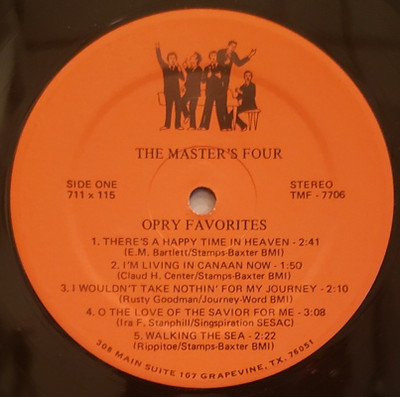 THE MASTER'S FOUR
SIDE ONE
711 x 115
STEREO
TMF - 7706
OPRY FAVORITES
1. THERE'S A HAPPY TIME IN HEAVEN - 2:41
(E.M. Bartlett/Stamps-Baxter BMI)
2. I'M LIVING IN CANAAN NOW - 1:50
(Claud H. Center/Stamps-Baxter BMI)
3. I WOULDN'T TAKE NOTHIN' FOR MY JOURNEY - 2:10
(Rusty Goodman/Journey-Word BMI)
4. O THE LOVE OF THE SAVIOR FOR ME - 3:08
(Ira F. Stanphill/Singspiration SESAC)
5. WALKING THE SEA - 2:22
(Rippitoe/Stamps-Baxter BMI)
306 MAIN SUITE 107 GRAPEVINE, TX. 76051